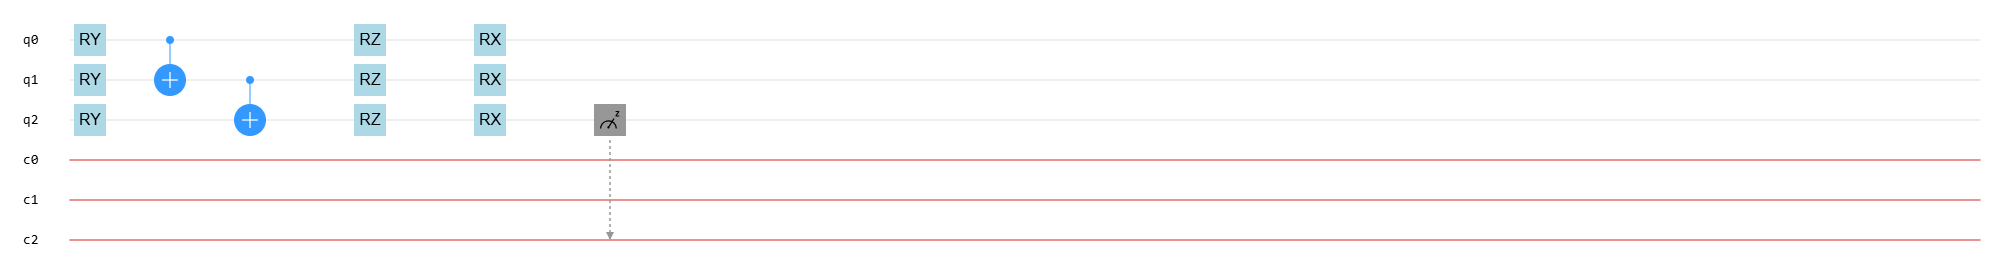 q0 RY RZ RX
q1 RY RZ RX
q2 RY RZ RX z
c0
c1
c2